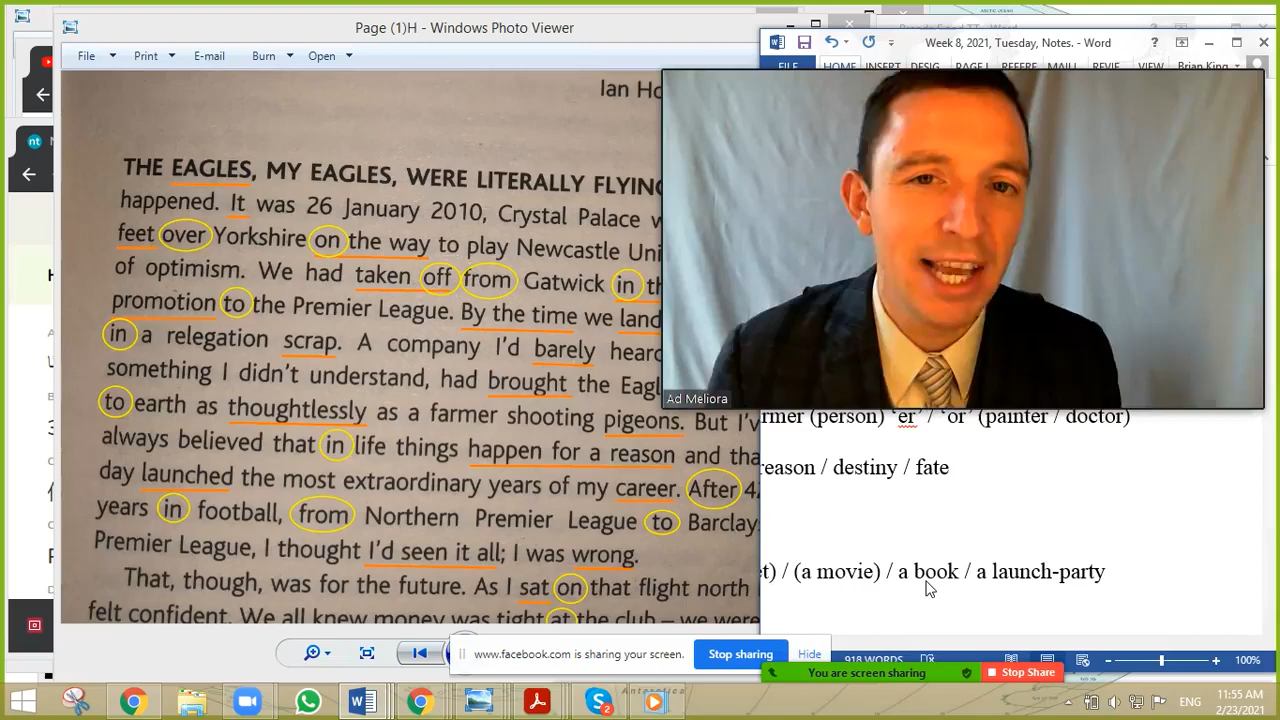 Page (1)H - Windows Photo Viewer
File Print E-mail Burn Open
Week 8, 2021, Tuesday, Notes. - Word
FILE HOME INSERT DESIG PAGE L REFERE MAILI REVIE VIEW Brian King
Ian Ho
THE EAGLES, MY EAGLES, WERE LITERALLY FLYING
happened. It was 26 January 2010, Crystal Palace w
feet over Yorkshire on the way to play Newcastle Uni
of optimism. We had taken off from Gatwick in th
promotion to the Premier League. By the time we land
in a relegation scrap. A company I'd barely heard
something I didn't understand, had brought the Eagl
to earth as thoughtlessly as a farmer shooting pigeons. But I'v
always believed that in life things happen for a reason and tha
day launched the most extraordinary years of my career. After 42
years in football, from Northern Premier League to Barclay
Premier League, I thought I'd seen it all; I was wrong.
That, though, was for the future. As I sat on that flight north
felt confident. We all knew money was tight at the club – we were
Ad Meliora
rmer (person) 'er' / 'or' (painter / doctor)
reason / destiny / fate
et) / (a movie) / a book / a launch-party
www.facebook.com is sharing your screen. Stop sharing Hide
918 WORDS 100%
You are screen sharing Stop Share
ENG 11:55 AM
2/23/2021